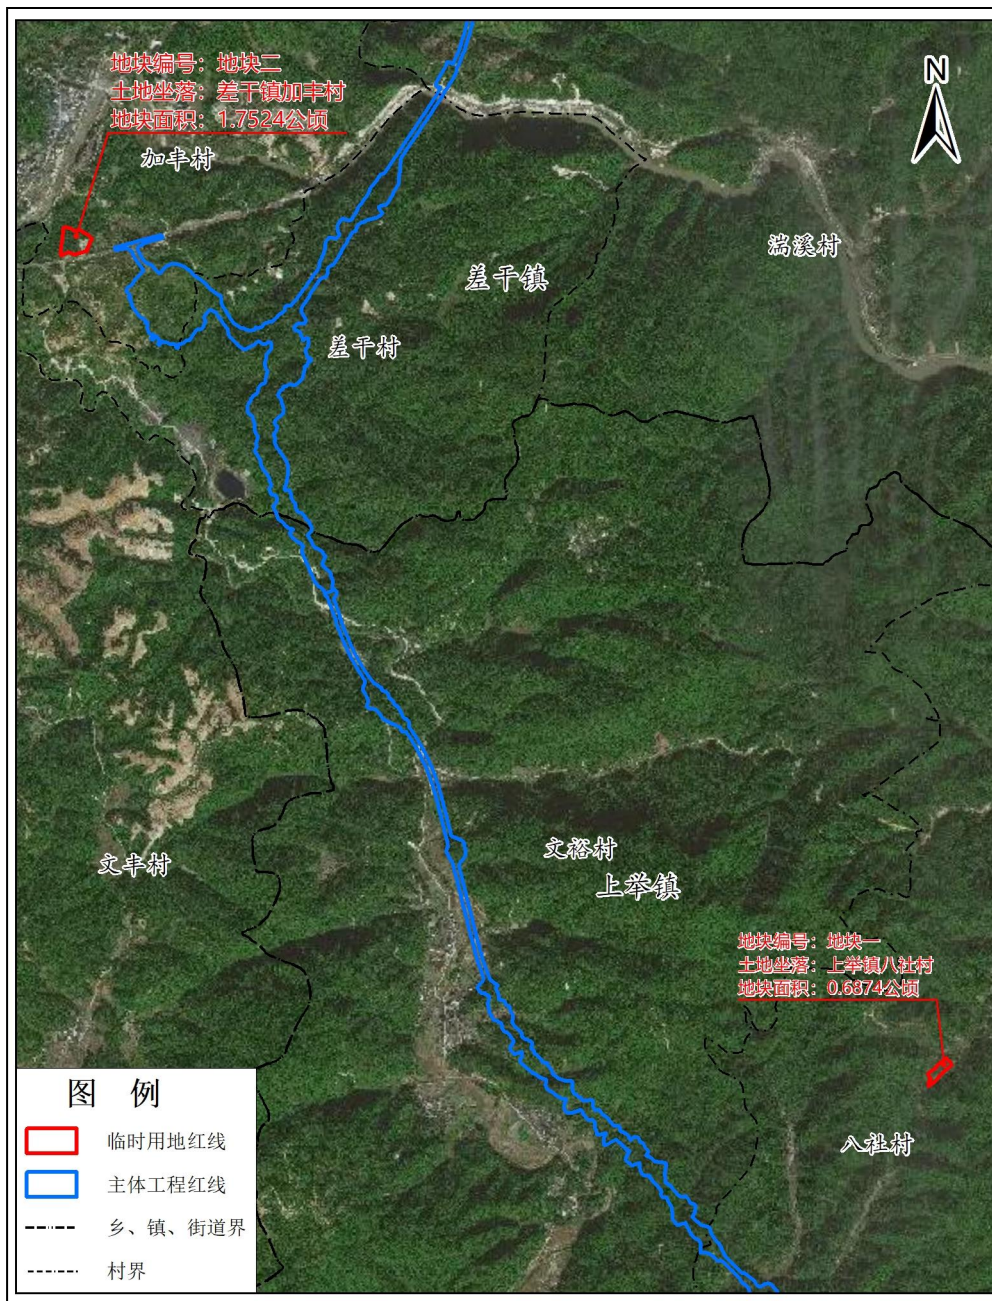 地块编号：地块二
土地坐落：差干镇加丰村
地块面积：1.7524公顷
N
加丰村
湍溪村
差干镇
差干村
文丰村
文裕村
上举镇
地块编号：地块一
土地坐落：上举镇八社村
地块面积：0.6874公顷
八社村
图 例
临时用地红线
主体工程红线
乡、镇、街道界
村界